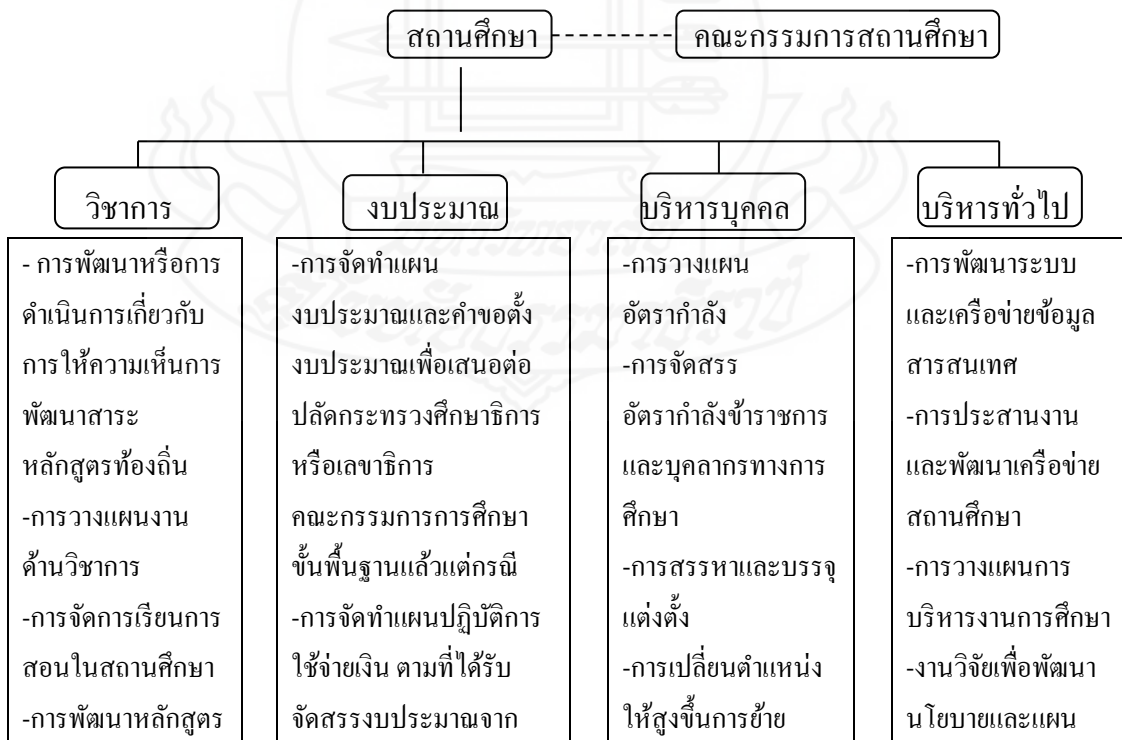 สถานศึกษา
คณะกรรมการสถานศึกษา
วิชาการ
- การพัฒนาหรือการ
ดำเนินการเกี่ยวกับ
การให้ความเห็นการ
พัฒนาสาระ
หลักสูตรท้องถิ่น
-การวางแผนงาน
ด้านวิชาการ
-การจัดการเรียนการ
สอนในสถานศึกษา
-การพัฒนาหลักสูตร
งบประมาณ
-การจัดทำแผน
งบประมาณและคำขอตั้ง
งบประมาณเพื่อเสนอต่อ
ปลัดกระทรวงศึกษาธิการ
หรือเลขาธิการ
คณะกรรมการการศึกษา
ขั้นพื้นฐานแล้วแต่กรณี
-การจัดทำแผนปฏิบัติการ
ใช้จ่ายเงิน ตามที่ได้รับ
จัดสรรงบประมาณจาก
บริหารบุคคล
-การวางแผน
อัตรากำลัง
-การจัดสรร
อัตรากำลังข้าราชการ
และบุคลากรทางการ
ศึกษา
-การสรรหาและบรรจุ
แต่งตั้ง
-การเปลี่ยนตำแหน่ง
ให้สูงขึ้นการย้าย
บริหารทั่วไป
-การพัฒนาระบบ
และเครือข่ายข้อมูล
สารสนเทศ
-การประสานงาน
และพัฒนาเครือข่าย
สถานศึกษา
-การวางแผนการ
บริหารงานการศึกษา
-งานวิจัยเพื่อพัฒนา
นโยบายและแผน